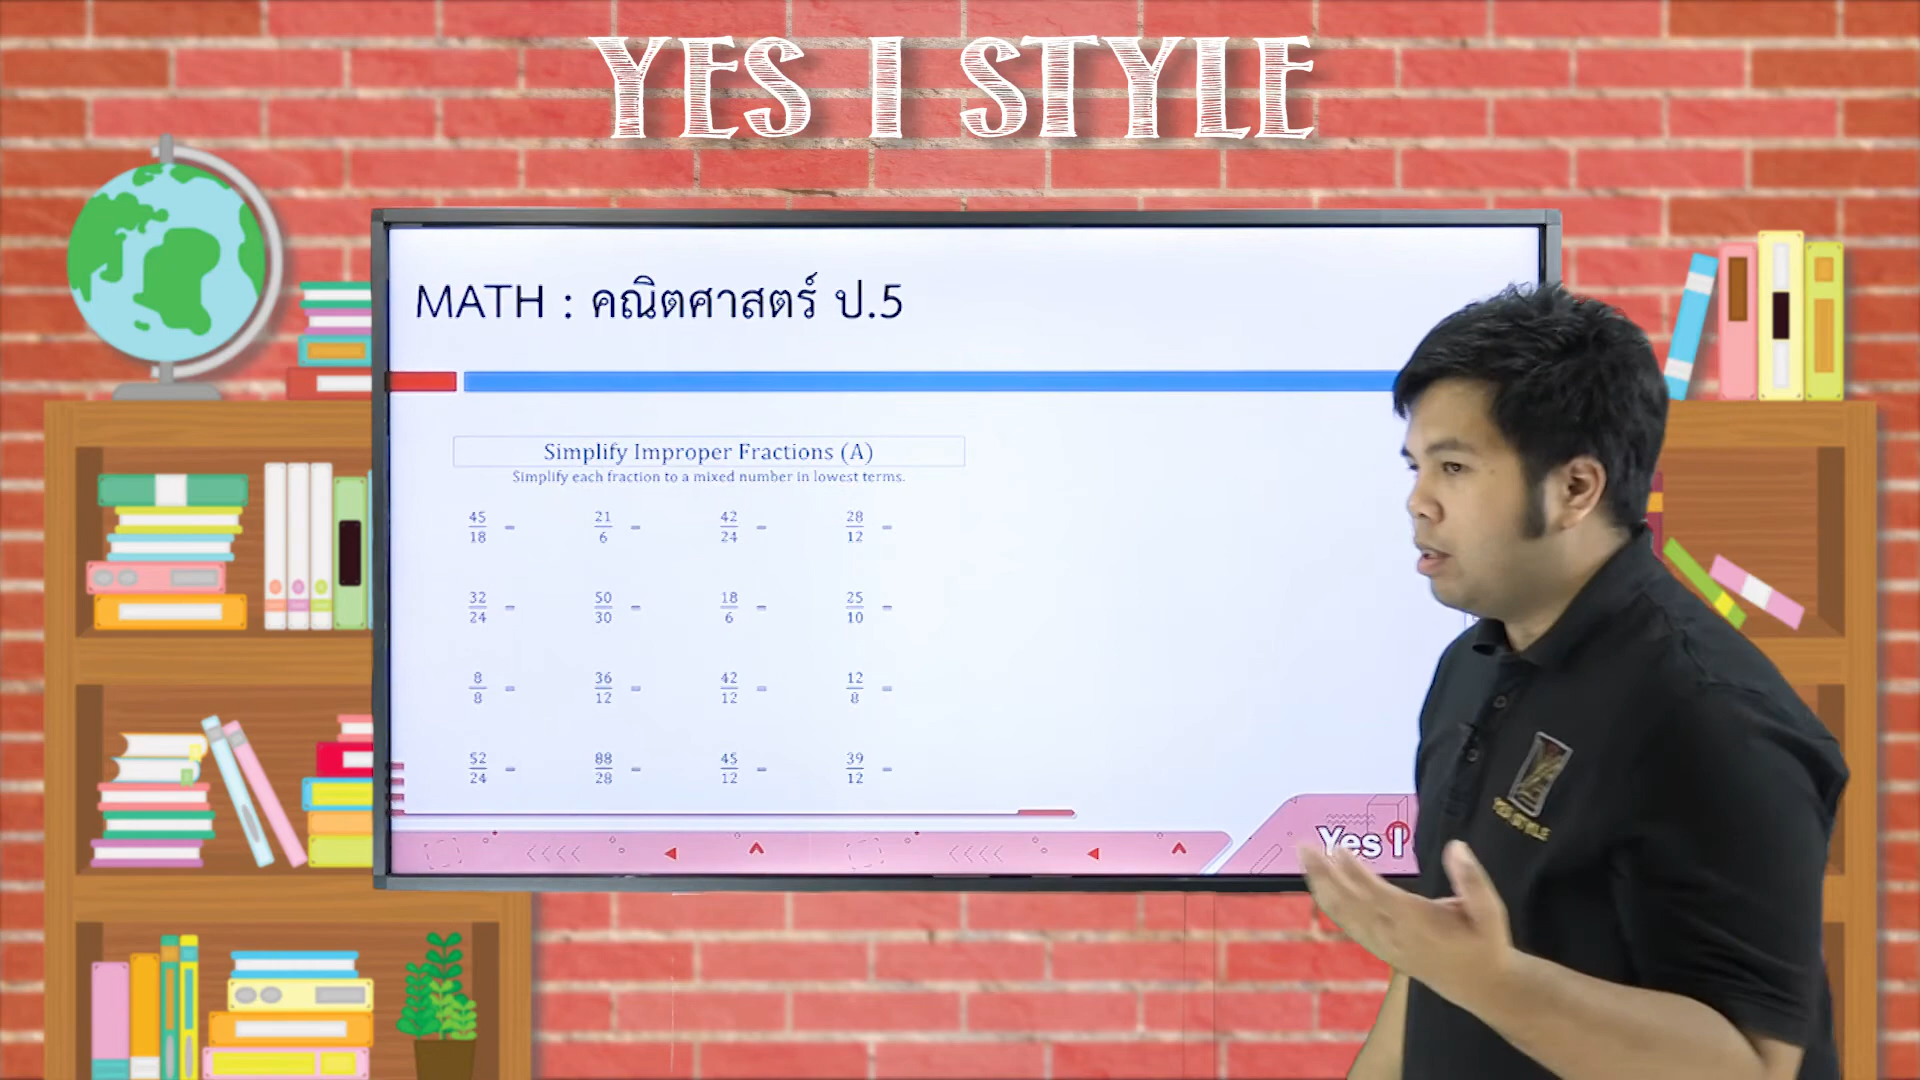 YES I STYLE
MATH : คณิตศาสตร์ ป.5
Simplify Improper Fractions (A)
Simplify each fraction to a mixed number in lowest terms.
45/18 = 21/6 = 42/24 = 28/12 =
32/24 = 50/30 = 18/6 = 25/10 =
8/8 = 36/12 = 42/12 = 12/8 =
52/24 = 88/28 = 45/12 = 39/12 =
Yes I
YES STYLE